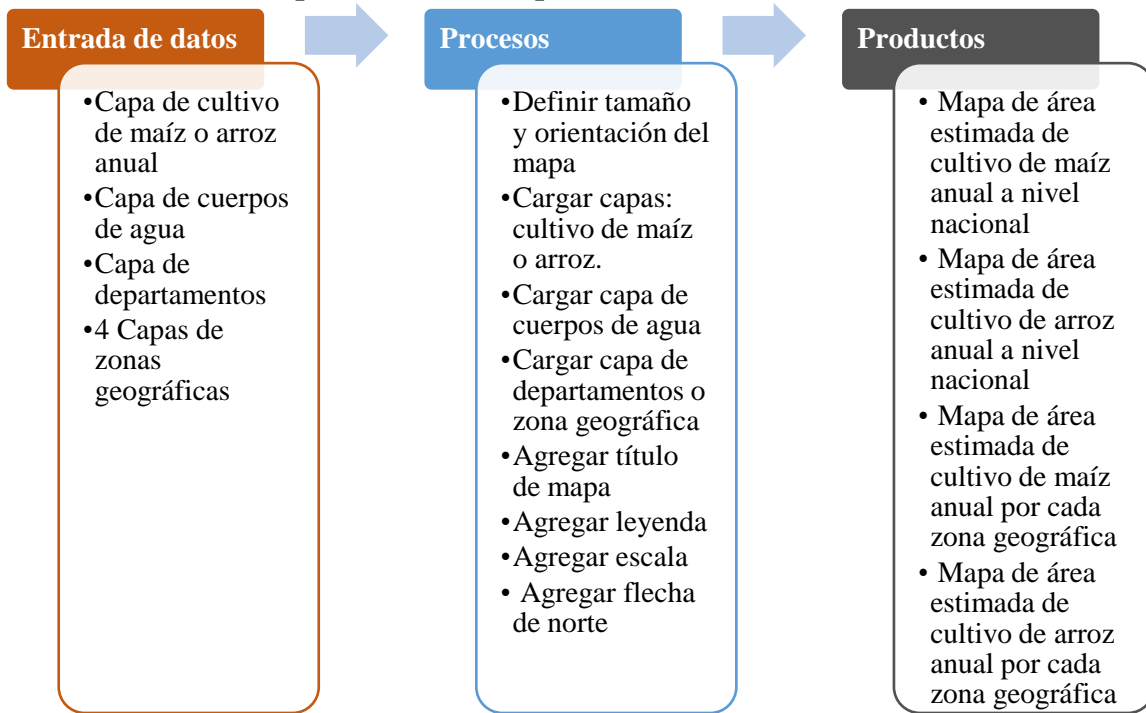 Entrada de datos
•Capa de cultivo
de maíz o arroz
anual
•Capa de cuerpos
de agua
•Capa de
departamentos
•4 Capas de
zonas
geográficas
Procesos
•Definir tamaño
y orientación del
mapa
•Cargar capas:
cultivo de maíz
o arroz.
•Cargar capa de
cuerpos de agua
•Cargar capa de
departamentos o
zona geográfica
•Agregar título
de mapa
•Agregar leyenda
•Agregar escala
• Agregar flecha
de norte
Productos
• Mapa de área
estimada de
cultivo de maíz
anual a nivel
nacional
• Mapa de área
estimada de
cultivo de arroz
anual a nivel
nacional
• Mapa de área
estimada de
cultivo de maíz
anual por cada
zona geográfica
• Mapa de área
estimada de
cultivo de arroz
anual por cada
zona geográfica